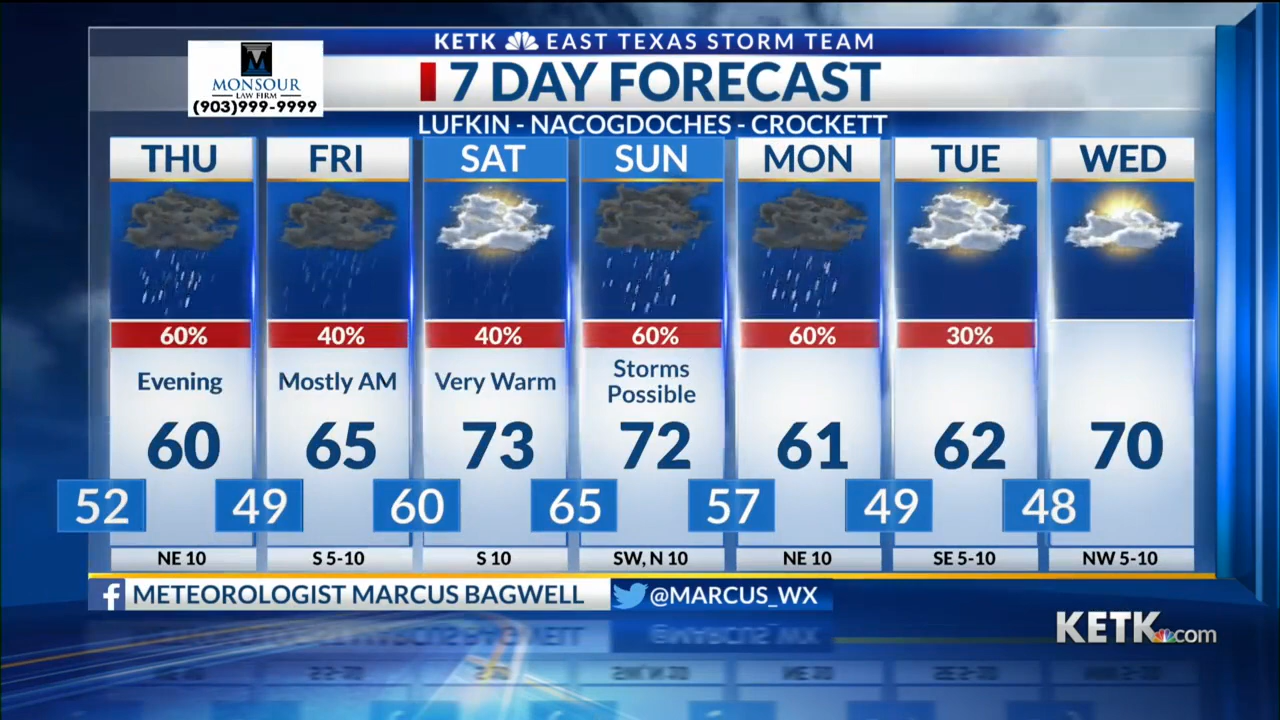 KETK EAST TEXAS STORM TEAM
MONSOUR
LAW FIRM
(903)999-9999
7 DAY FORECAST
LUFKIN - NACOGDOCHES - CROCKETT
THU FRI SAT SUN MON TUE WED
60% 40% 40% 60% 60% 30%
Evening Mostly AM Very Warm Storms Possible
60 65 73 72 61 62 70
52 49 60 65 57 49 48
NE 10 S 5-10 S 10 SW, N 10 NE 10 SE 5-10 NW 5-10
f METEOROLOGIST MARCUS BAGWELL @MARCUS_WX
KETK.com